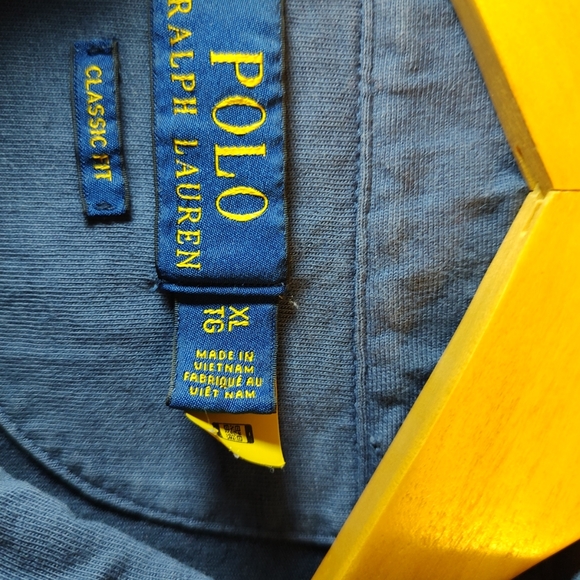 POLO
RALPH LAUREN
CLASSIC FIT
XL
TG
MADE IN
VIETNAM
FABRIQUÉ AU
VIÊT NAM